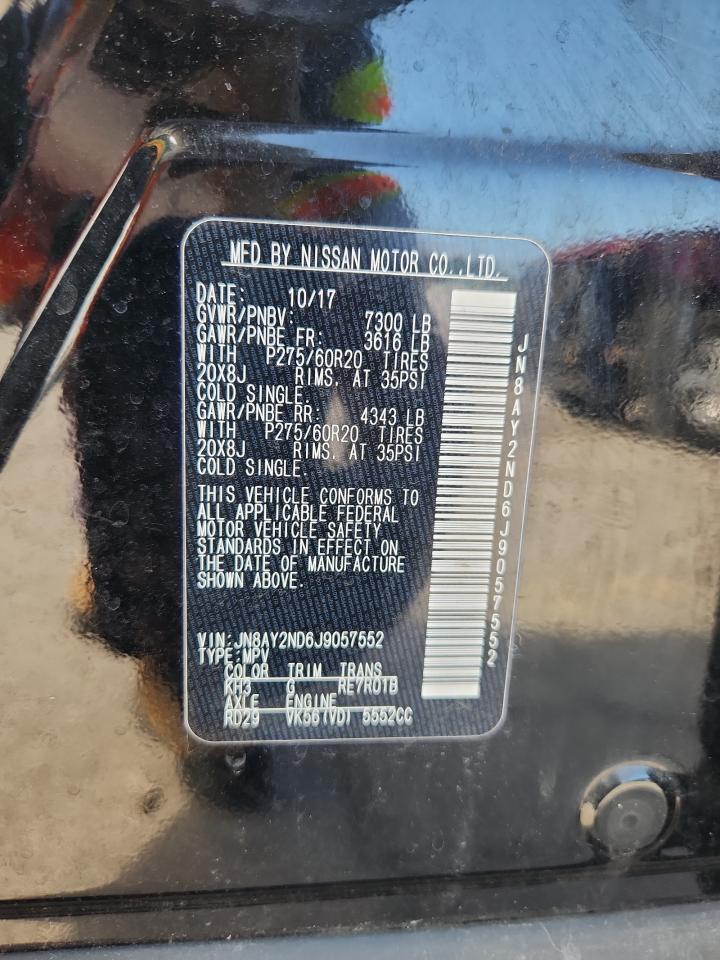 MFD BY NISSAN MOTOR CO.,LTD.
DATE: 10/17
GVWR/PNBV: 7300 LB
GAWR/PNBE FR: 3616 LB
WITH P275/60R20 TIRES
20X8J RIMS, AT 35PSI
COLD SINGLE.
GAWR/PNBE RR: 4343 LB
WITH P275/60R20 TIRES
20X8J RIMS, AT 35PSI
COLD SINGLE.
THIS VEHICLE CONFORMS TO
ALL APPLICABLE FEDERAL
MOTOR VEHICLE SAFETY
STANDARDS IN EFFECT ON
THE DATE OF MANUFACTURE
SHOWN ABOVE.
VIN:JN8AY2ND6J9057552
TYPE:MPV
COLOR TRIM TRANS
KH3 G RE7R01B
AXLE ENGINE
RD29 VK56(VD) 5552CC
JN8AY2ND6J9057552